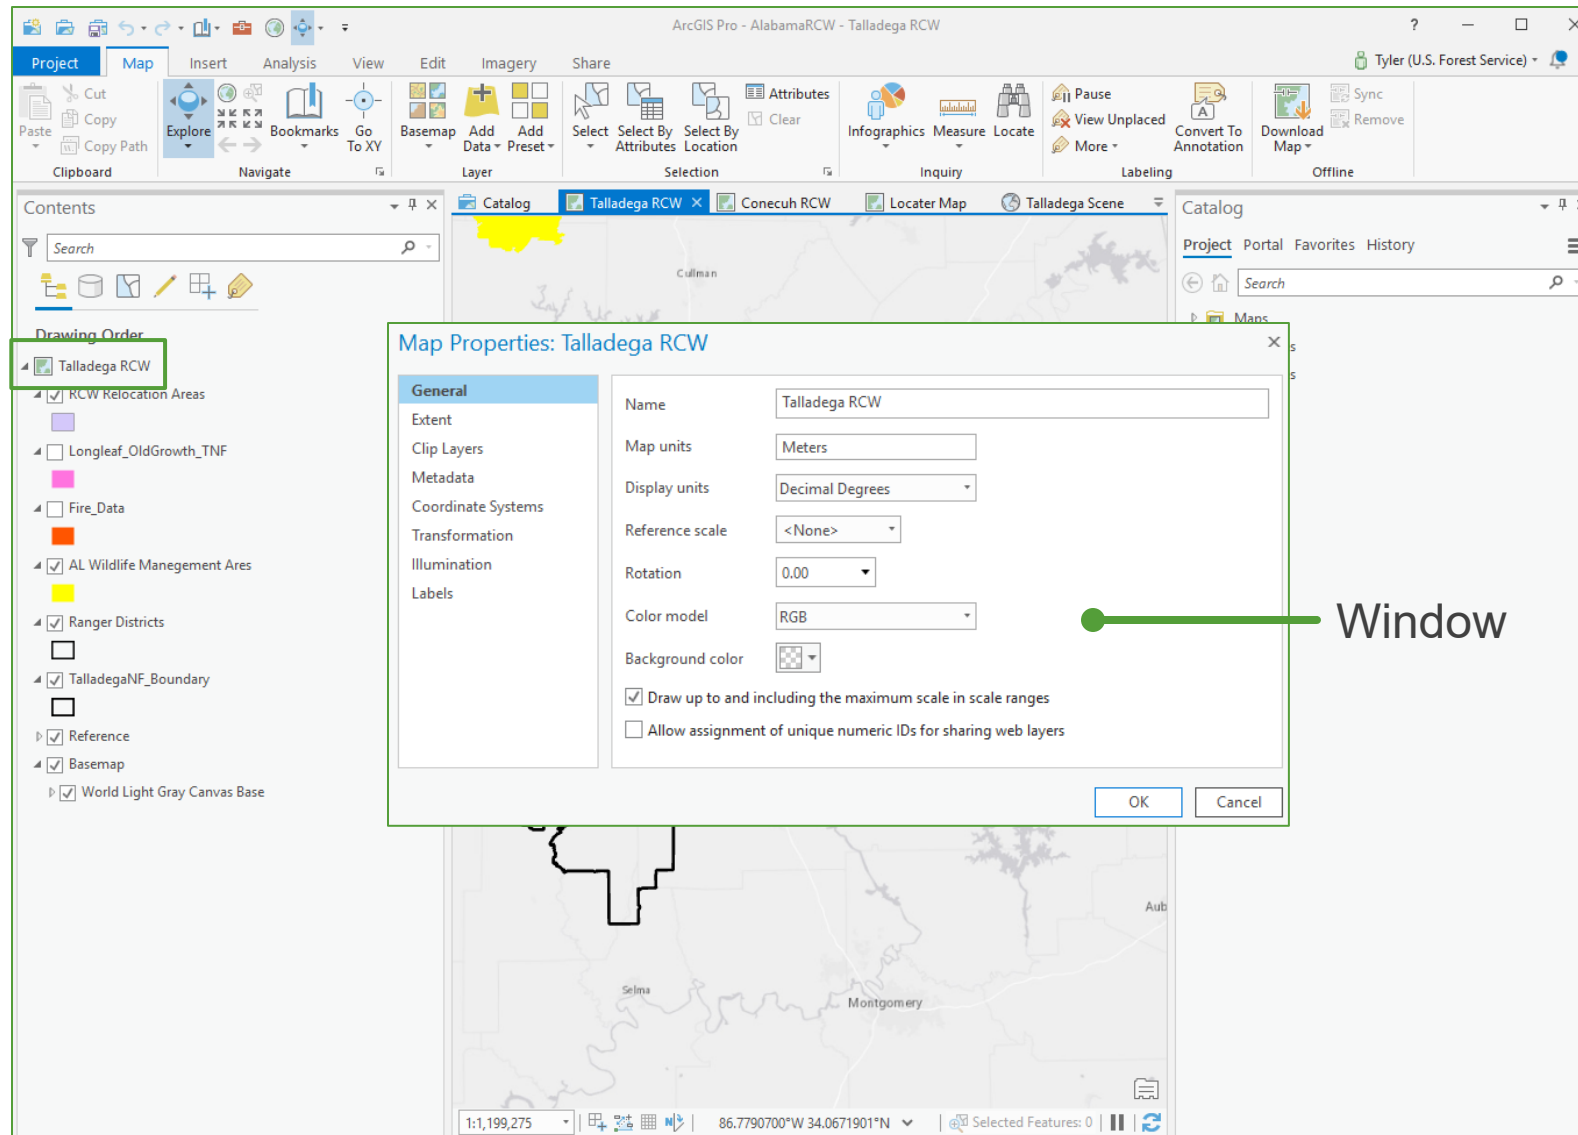 ArcGIS Pro - AlabamaRCW - Talladega RCW
?
Project Map Insert Analysis View Edit Imagery Share
Tyler (U.S. Forest Service)
Paste
Cut
Copy
Copy Path
Clipboard
Explore
Bookmarks
Go To XY
Navigate
Basemap
Add Data
Add Preset
Layer
Select
Select By Attributes
Select By Location
Attributes
Clear
Selection
Infographics
Measure
Locate
Inquiry
Pause
View Unplaced
More
Convert To Annotation
Labeling
Download Map
Sync
Remove
Offline
Contents
Search
Drawing Order
Talladega RCW
RCW Relocation Areas
Longleaf_OldGrowth_TNF
Fire_Data
AL Wildlife Manegement Ares
Ranger Districts
TalladegaNF_Boundary
Reference
Basemap
World Light Gray Canvas Base
Catalog
Talladega RCW
Conecuh RCW
Locater Map
Talladega Scene
Cullman
Catalog
Project Portal Favorites History
Search
Maps
s
s
Map Properties: Talladega RCW
General
Extent
Clip Layers
Metadata
Coordinate Systems
Transformation
Illumination
Labels
Name Talladega RCW
Map units Meters
Display units Decimal Degrees
Reference scale <None>
Rotation 0.00
Color model RGB
Background color
Draw up to and including the maximum scale in scale ranges
Allow assignment of unique numeric IDs for sharing web layers
OK Cancel
Window
Aub
Selma
Montgomery
1:1,199,275
86.7790700°W 34.0671901°N
Selected Features: 0